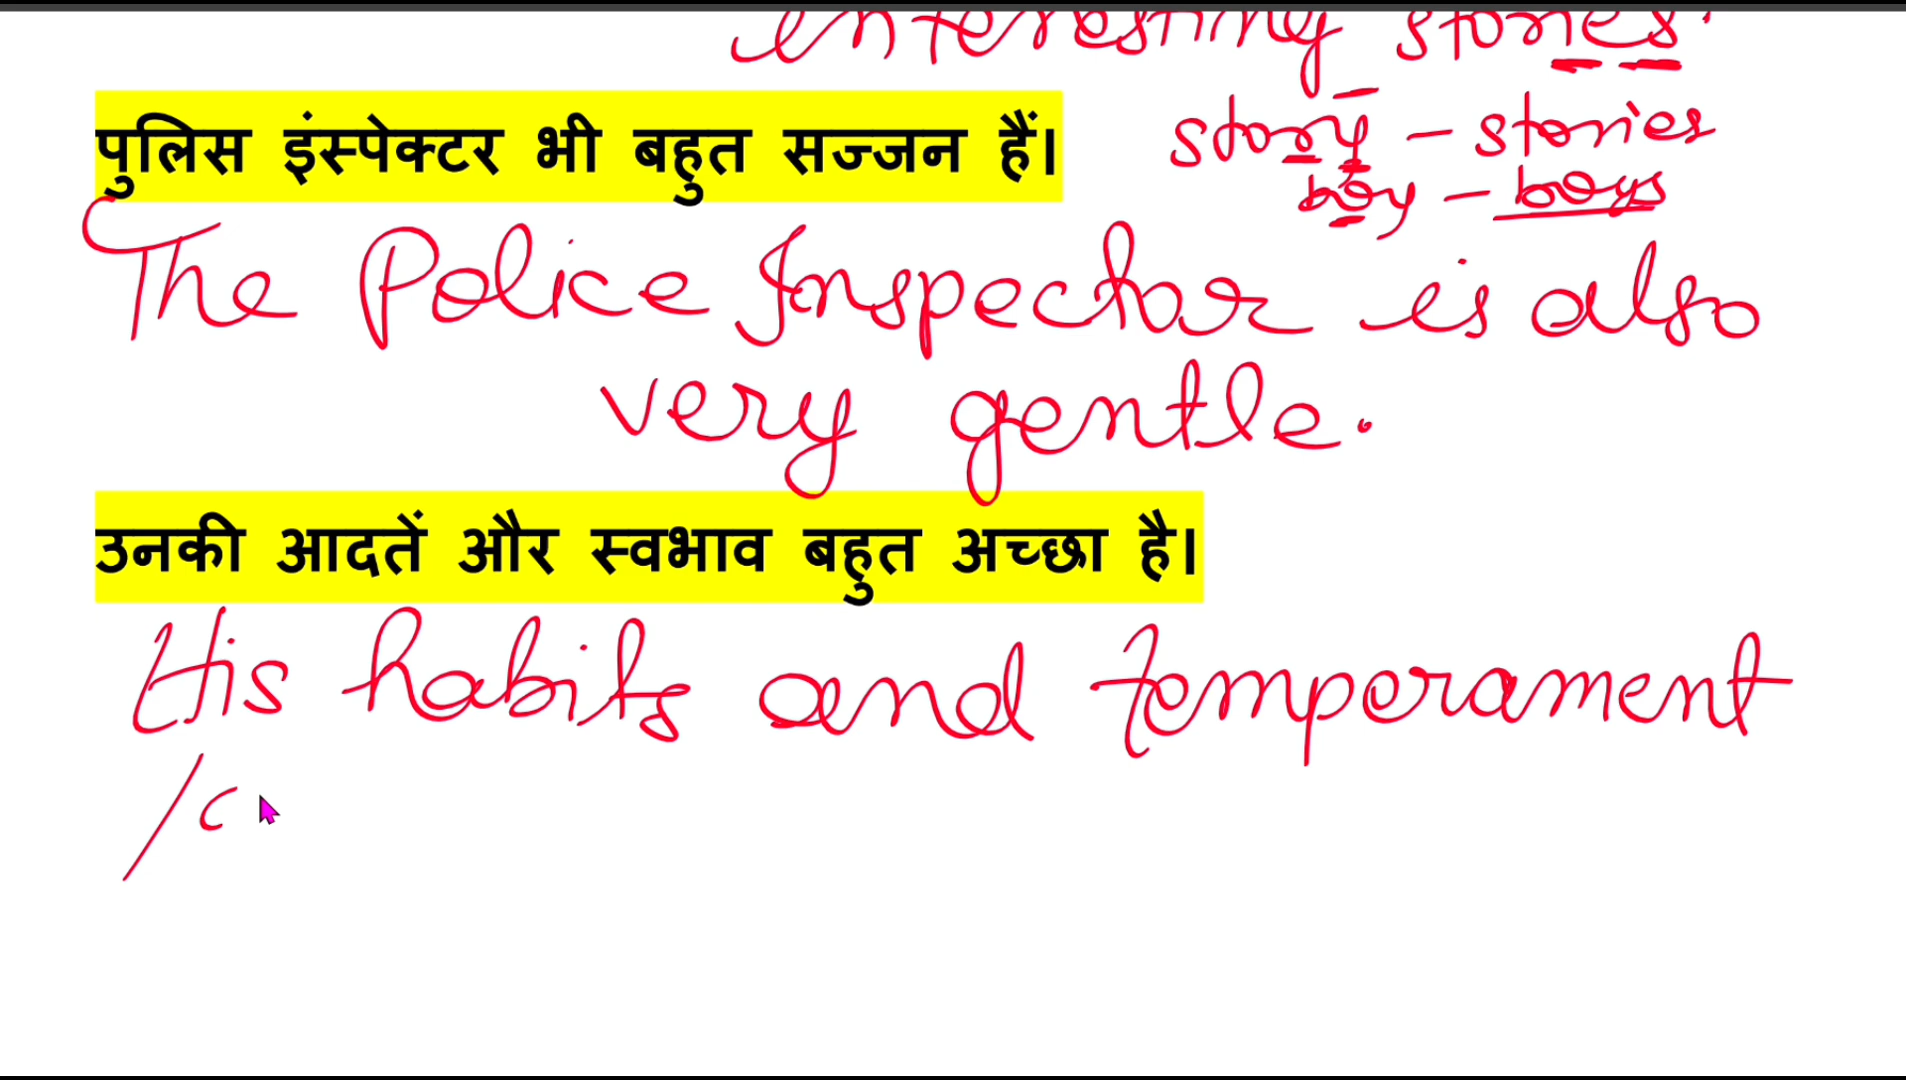 interesting stories.
पुलिस इंस्पेक्टर भी बहुत सज्जन हैं।
story - stories
boy - boys
The Police Inspector is also
very gentle.
उनकी आदतें और स्वभाव बहुत अच्छा है।
His habits and temperament
/c